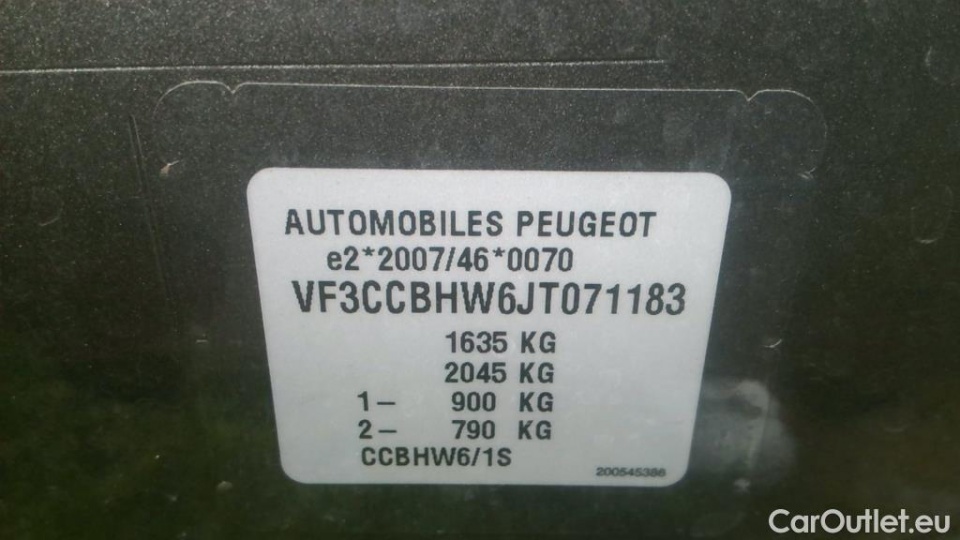 AUTOMOBILES PEUGEOT
e2*2007/46*0070
VF3CCBHW6JT071183
1635 KG
2045 KG
1- 900 KG
2- 790 KG
CCBHW6/1S
200545386
CarOutlet.eu